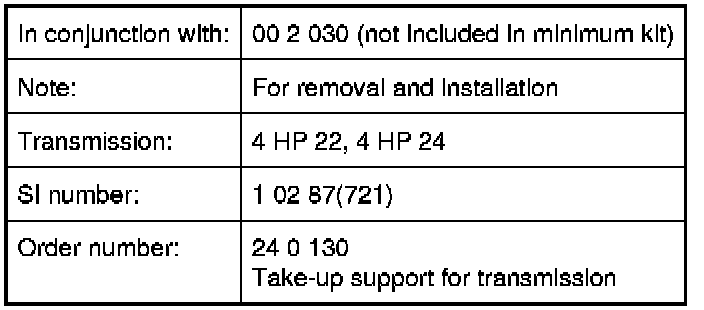 In conjunction with: 00 2 030 (not included in minimum kit)
Note: For removal and installation
Transmission: 4 HP 22, 4 HP 24
SI number: 1 02 87(721)
Order number: 24 0 130
Take-up support for transmission